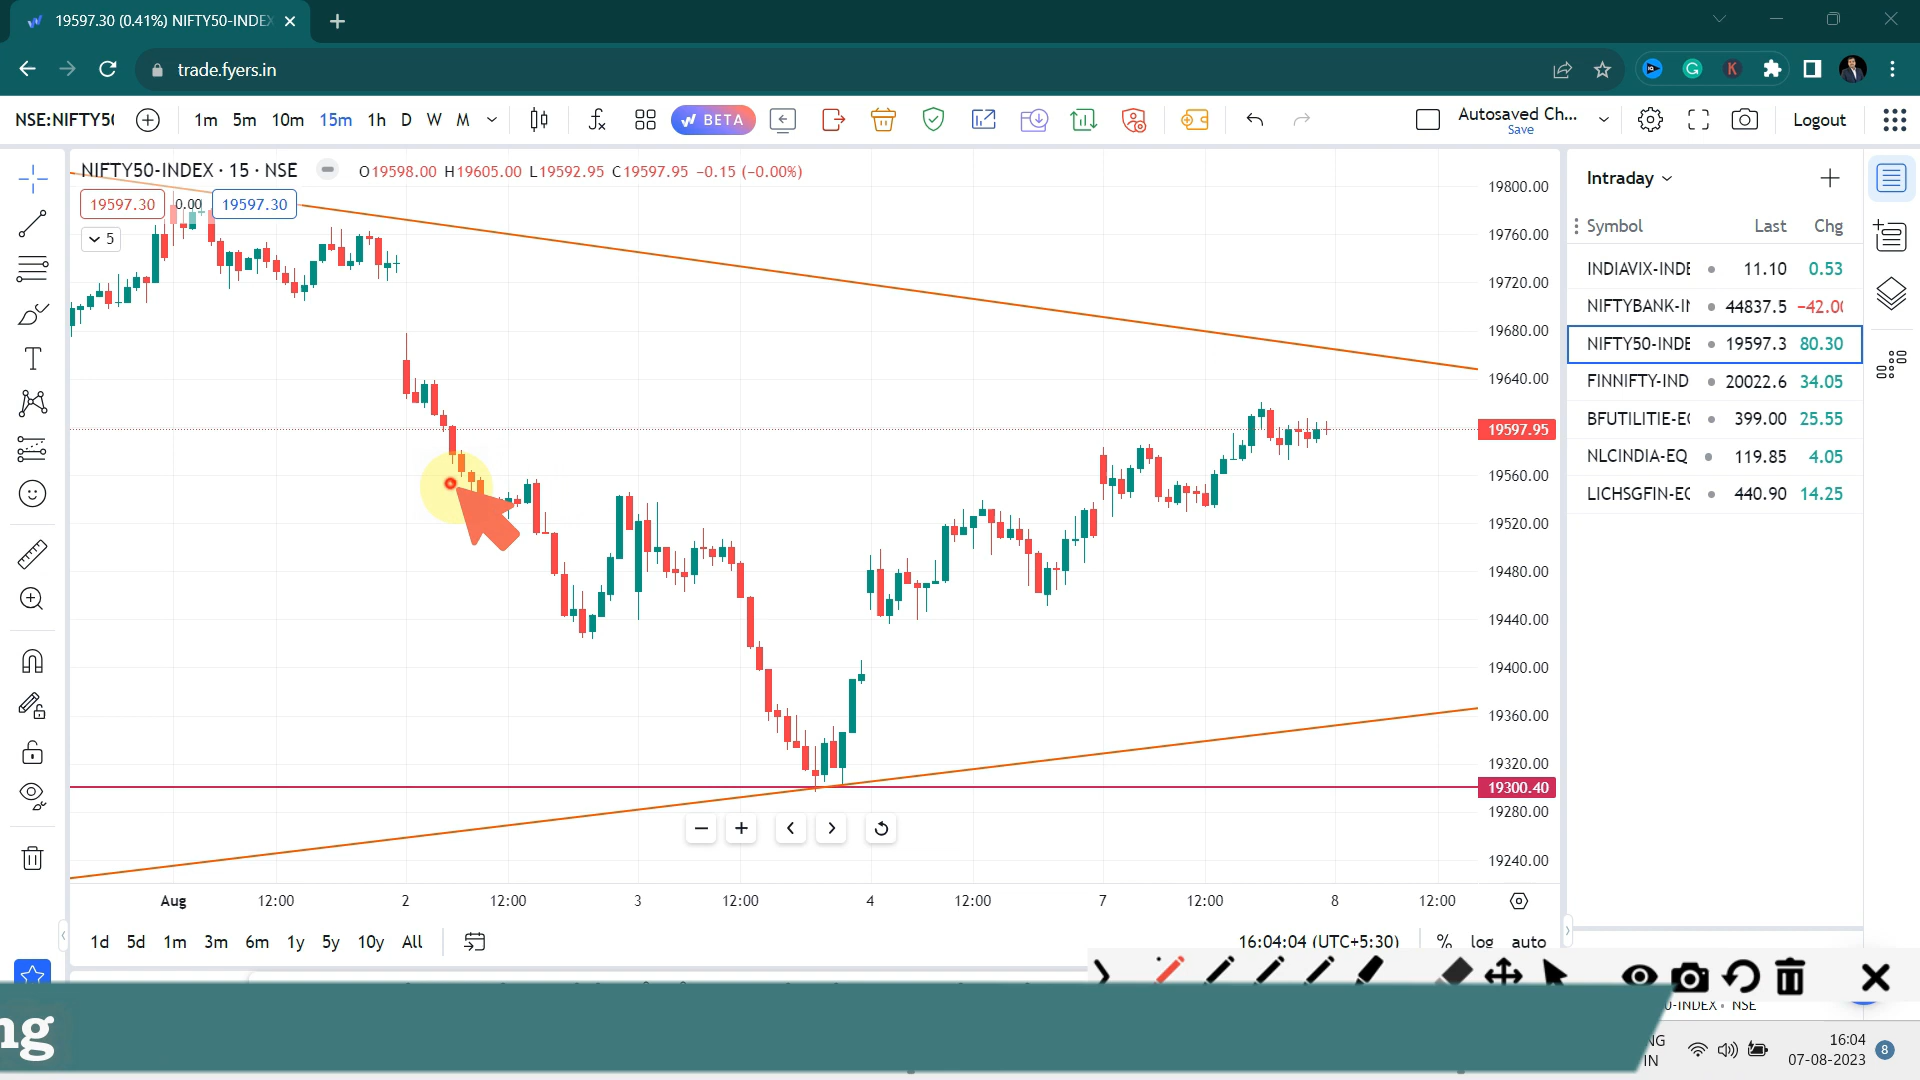 19597.30 (0.41%) NIFTY50-INDEX
trade.fyers.in
NSE:NIFTY50
1m 5m 10m 15m 1h D W M
BETA
Autosaved Ch...
Save
Logout
NIFTY50-INDEX · 15 · NSE
O19598.00 H19605.00 L19592.95 C19597.95 −0.15 (−0.00%)
19597.30 0.00 19597.30
5
19800.00
19760.00
19720.00
19680.00
19640.00
19597.95
19560.00
19520.00
19480.00
19440.00
19400.00
19360.00
19320.00
19300.40
19280.00
19240.00
Aug 12:00 2 12:00 3 12:00 4 12:00 7 12:00 8 12:00
1d 5d 1m 3m 6m 1y 5y 10y All
16:04:04 (UTC+5:30) % log auto
Intraday
Symbol Last Chg
INDIAVIX-INDE 11.10 0.53
NIFTYBANK-IN 44837.5 −42.00
NIFTY50-INDE 19597.3 80.30
FINNIFTY-IND 20022.6 34.05
BFUTILITIE-EQ 399.00 25.55
NLCINDIA-EQ 119.85 4.05
LICHSGFIN-EQ 440.90 14.25
0-INDEX · NSE
ng
NG
IN
16:04
07-08-2023
8